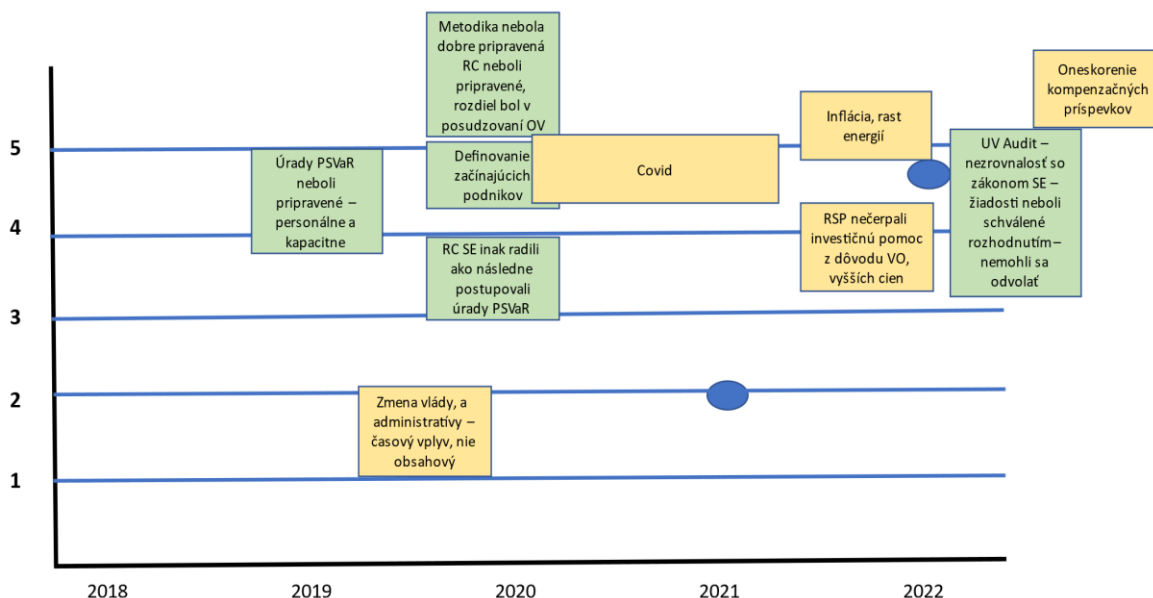 Metodika nebola
dobre pripravená
RC neboli
pripravené,
rozdiel bol v
posudzovaní OV
Oneskorenie
kompenzačných
príspevkov
Inflácia, rast
energií
5
Úrady PSVaR
neboli
pripravené –
personálne a
kapacitne
Definovanie
začínajúcich
podnikov
Covid
UV Audit –
nezrovnalosť so
zákonom SE –
žiadosti neboli
schválené
rozhodnutím–
nemohli sa
odvolať
4
RSP nečerpali
investičnú pomoc
z dôvodu VO,
vyšších cien
RC SE inak radili
ako následne
postupovali
úrady PSVaR
3
2
Zmena vlády, a
administratívy –
časový vplyv, nie
obsahový
1
2018
2019
2020
2021
2022